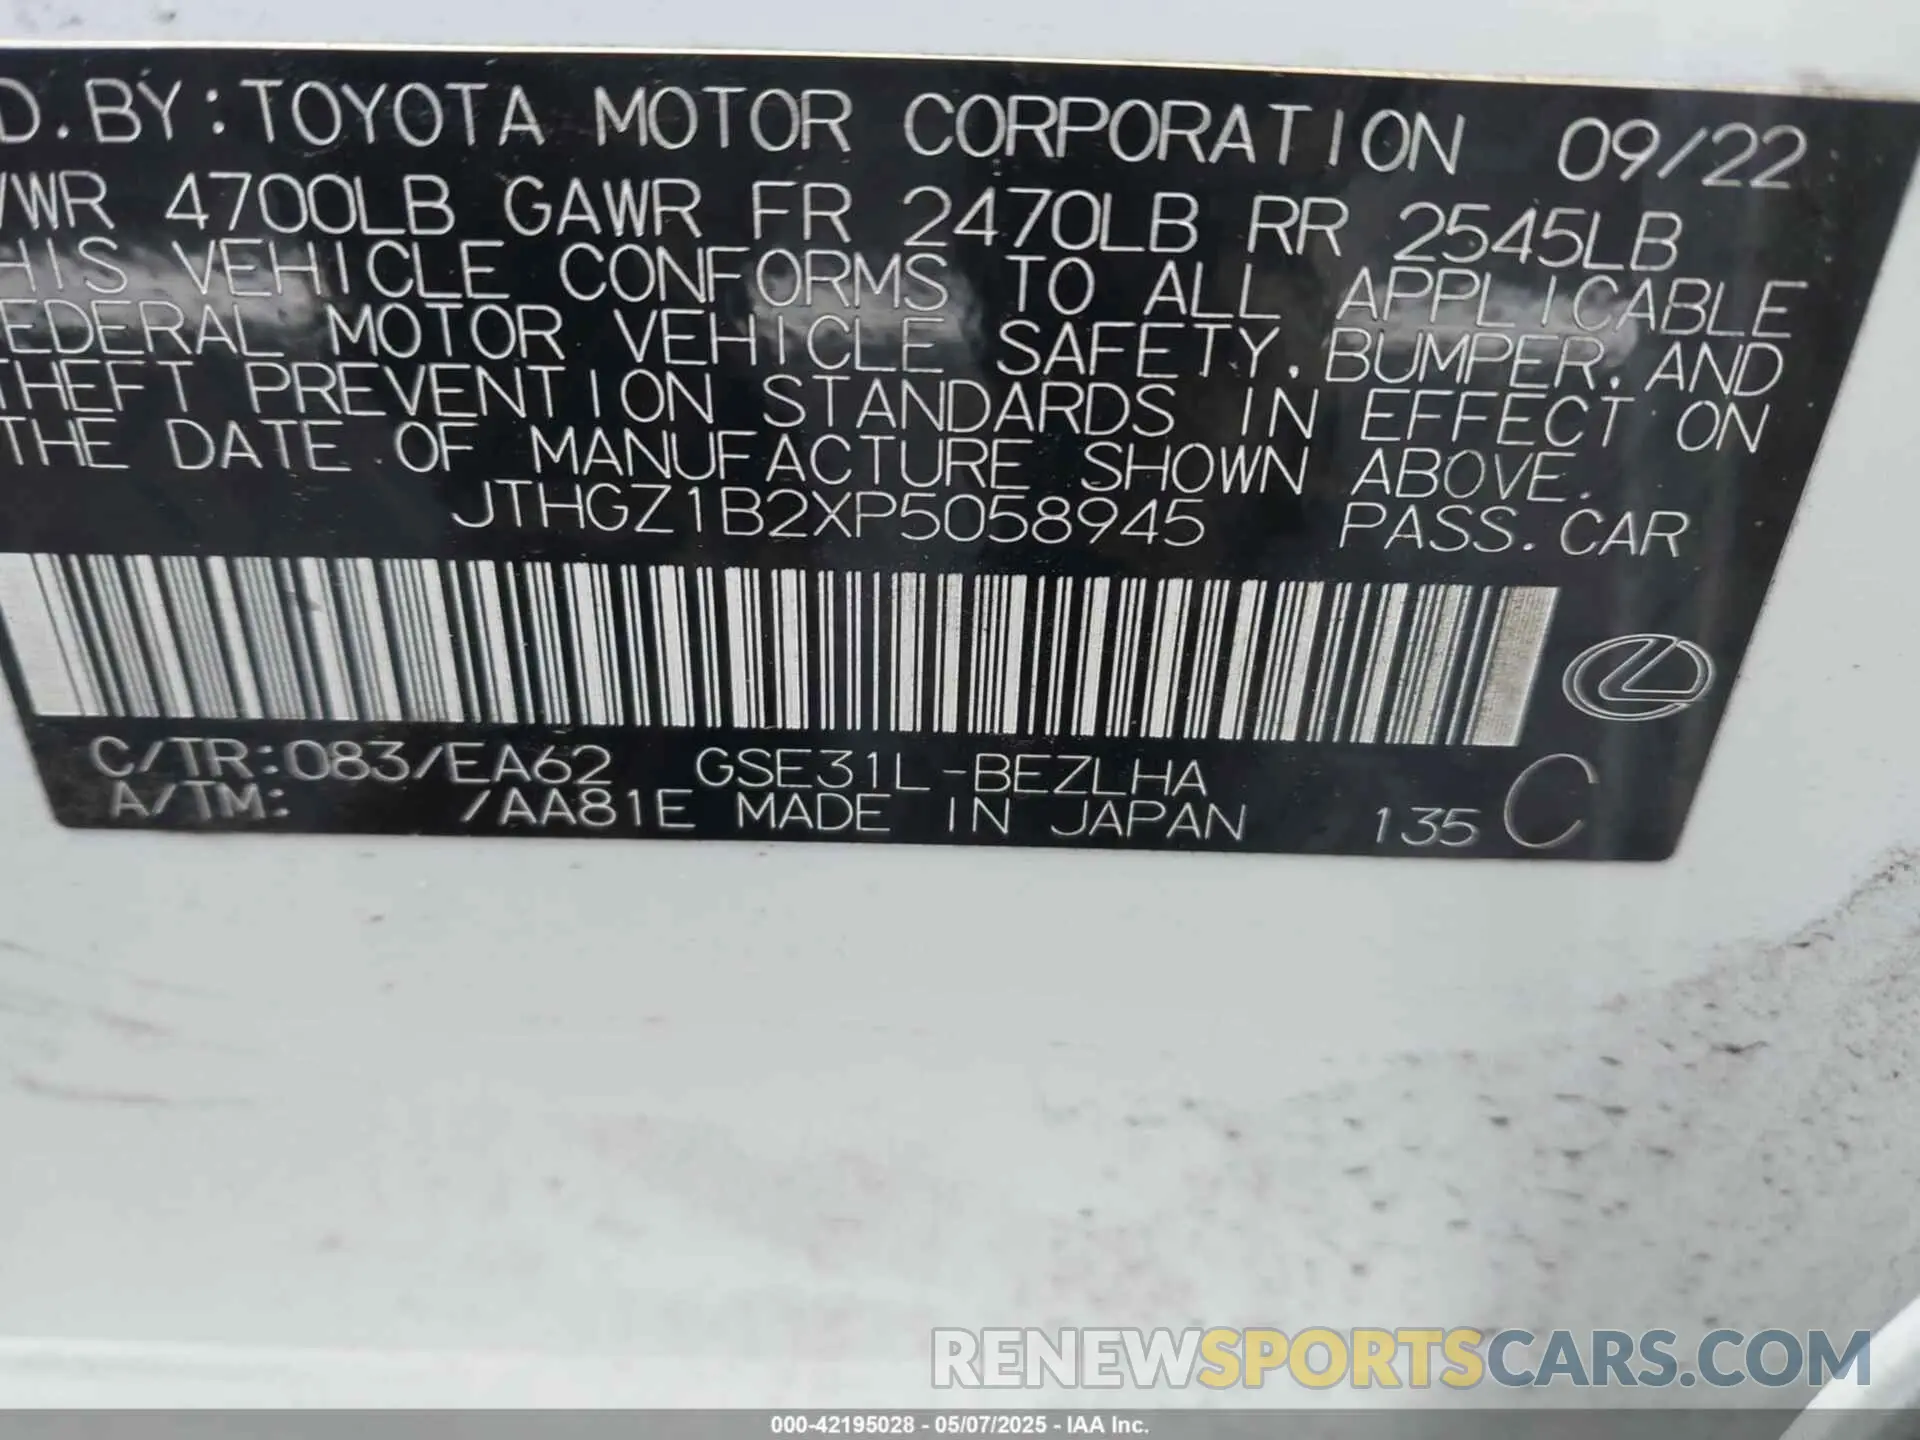 D.BY:TOYOTA MOTOR CORPORATION 09/22
VWR 4700LB GAWR FR 2470LB RR 2545LB
HIS VEHICLE CONFORMS TO ALL APPLICABLE
EDERAL MOTOR VEHICLE SAFETY, BUMPER, AND
THEFT PREVENTION STANDARDS IN EFFECT ON
THE DATE OF MANUFACTURE SHOWN ABOVE.
JTHGZ1B2XP5058945 PASS. CAR
C/TR:083/EA62 GSE31L-BEZLHA
A/TM: /AA81E MADE IN JAPAN 135 C
RENEWSPORTSCARS.COM
000-42195028 - 05/07/2025 - IAA Inc.